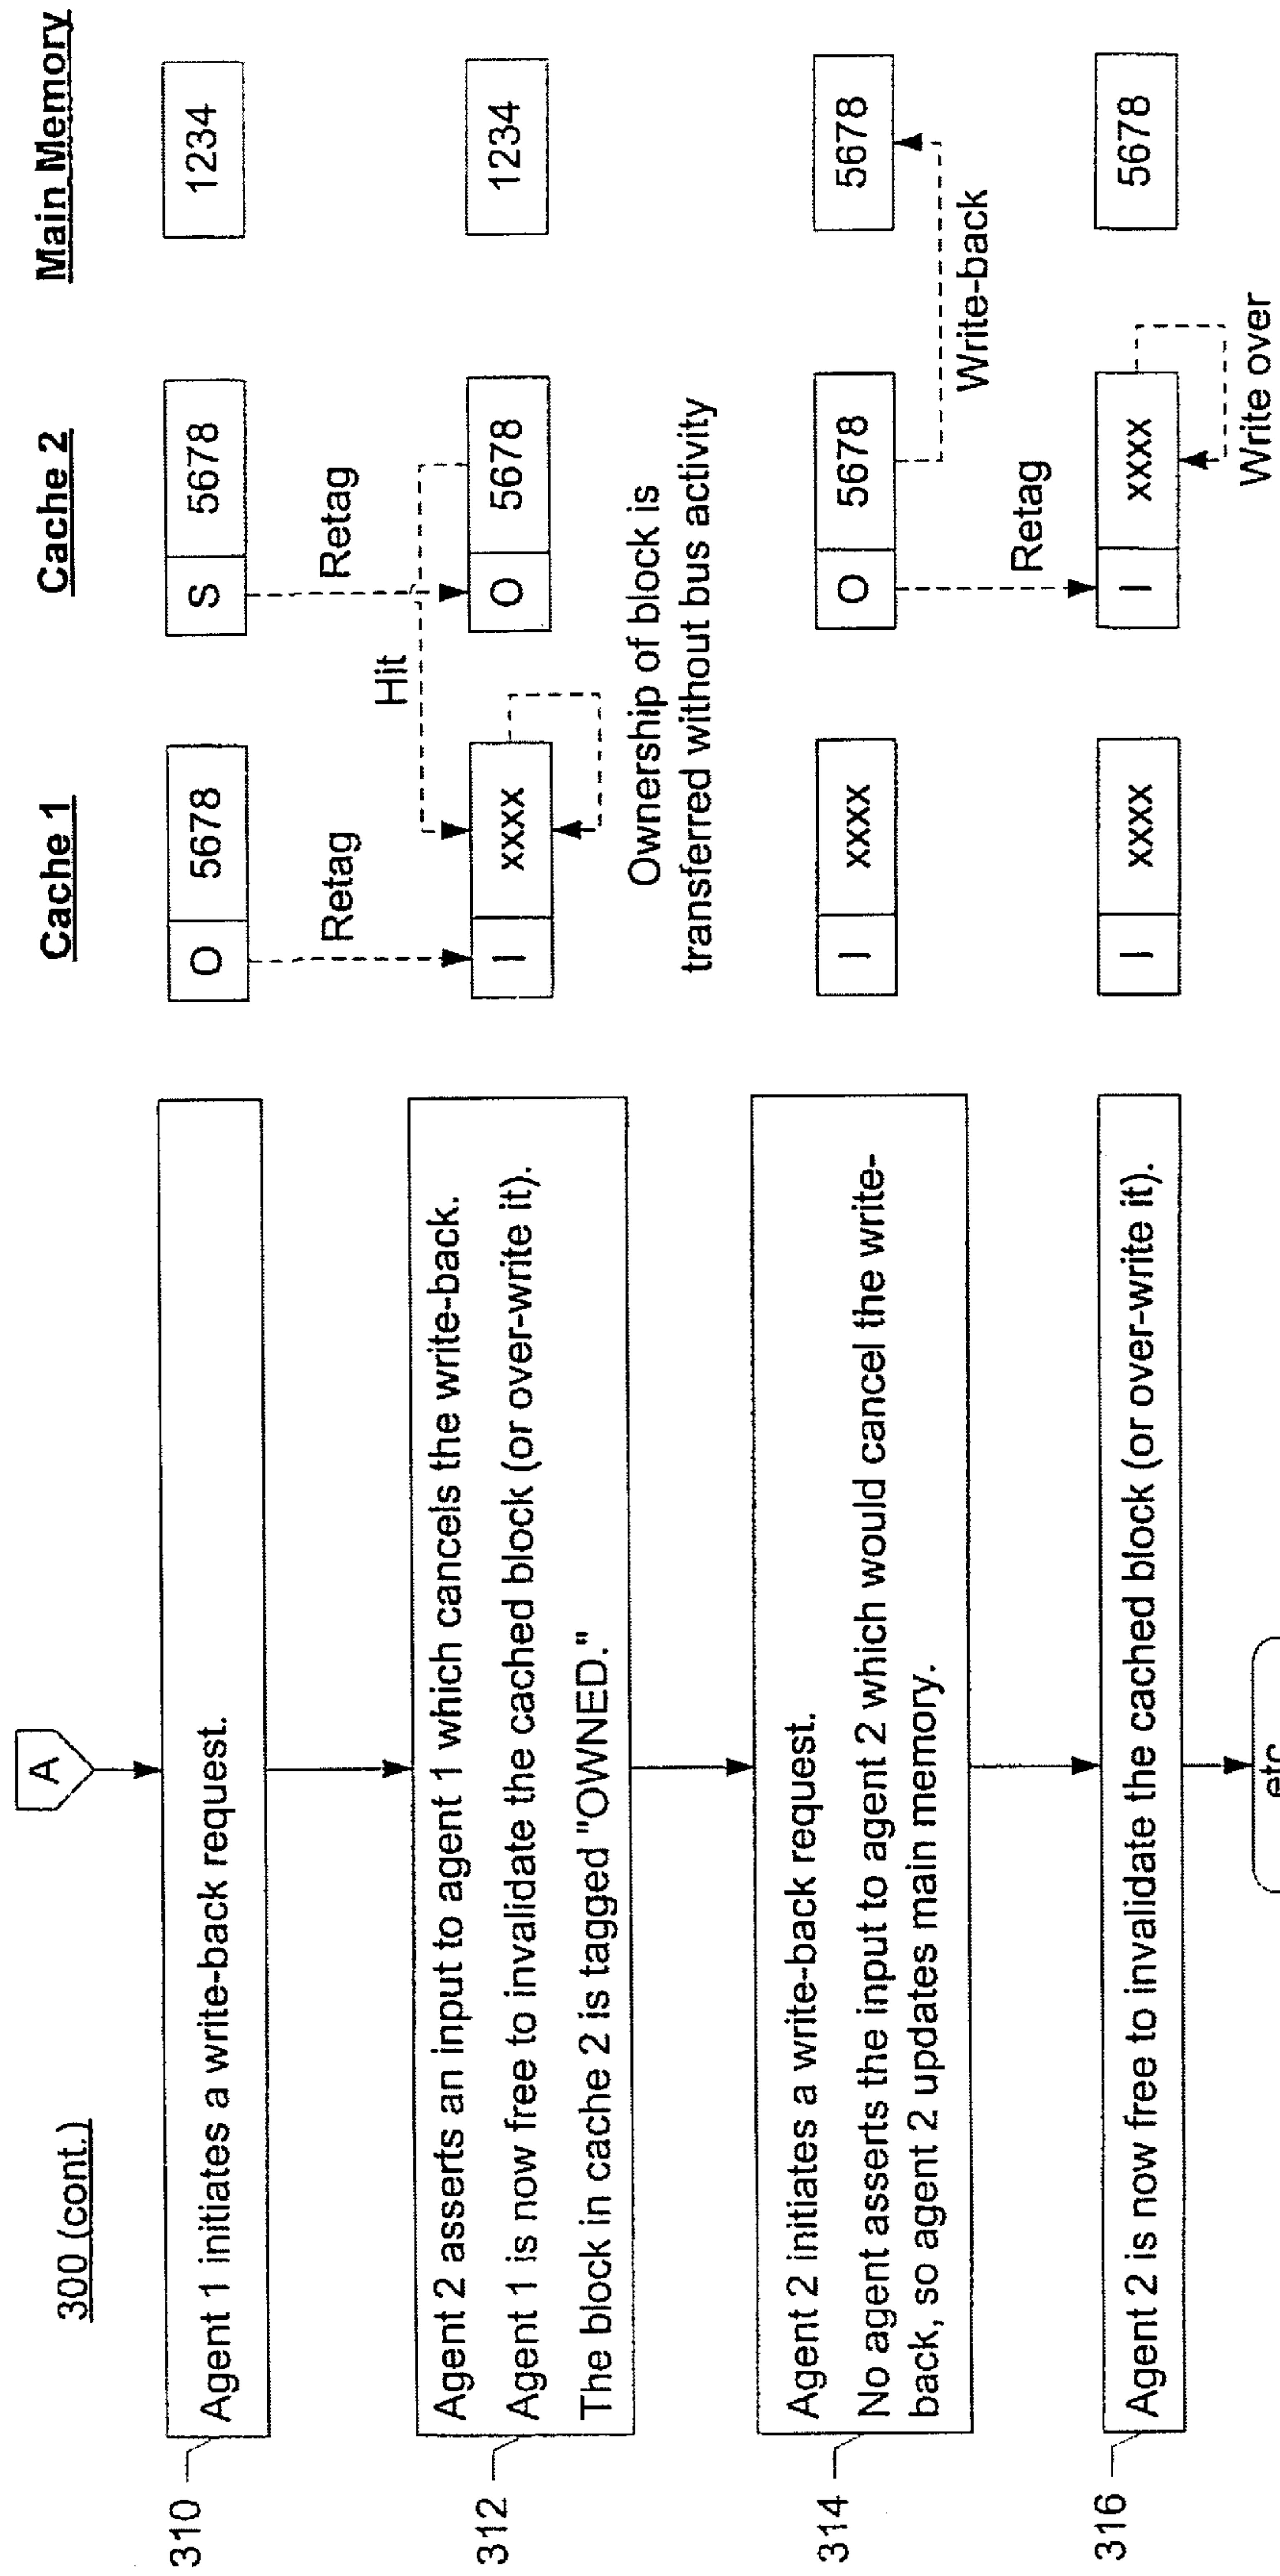 300 (cont.)
A
Cache 1
Cache 2
Main Memory
310
Agent 1 initiates a write-back request.
O 5678
S 5678
1234
Retag
Hit
Retag
312
Agent 2 asserts an input to agent 1 which cancels the write-back.
Agent 1 is now free to invalidate the cached block (or over-write it).
The block in cache 2 is tagged "OWNED."
I xxxx
O 5678
1234
Ownership of block is
transferred without bus activity
314
Agent 2 initiates a write-back request.
No agent asserts the input to agent 2 which would cancel the write-
back, so agent 2 updates main memory.
I xxxx
O 5678
5678
Write-back
Retag
316
Agent 2 is now free to invalidate the cached block (or over-write it).
I xxxx
I xxxx
5678
Write over
etc